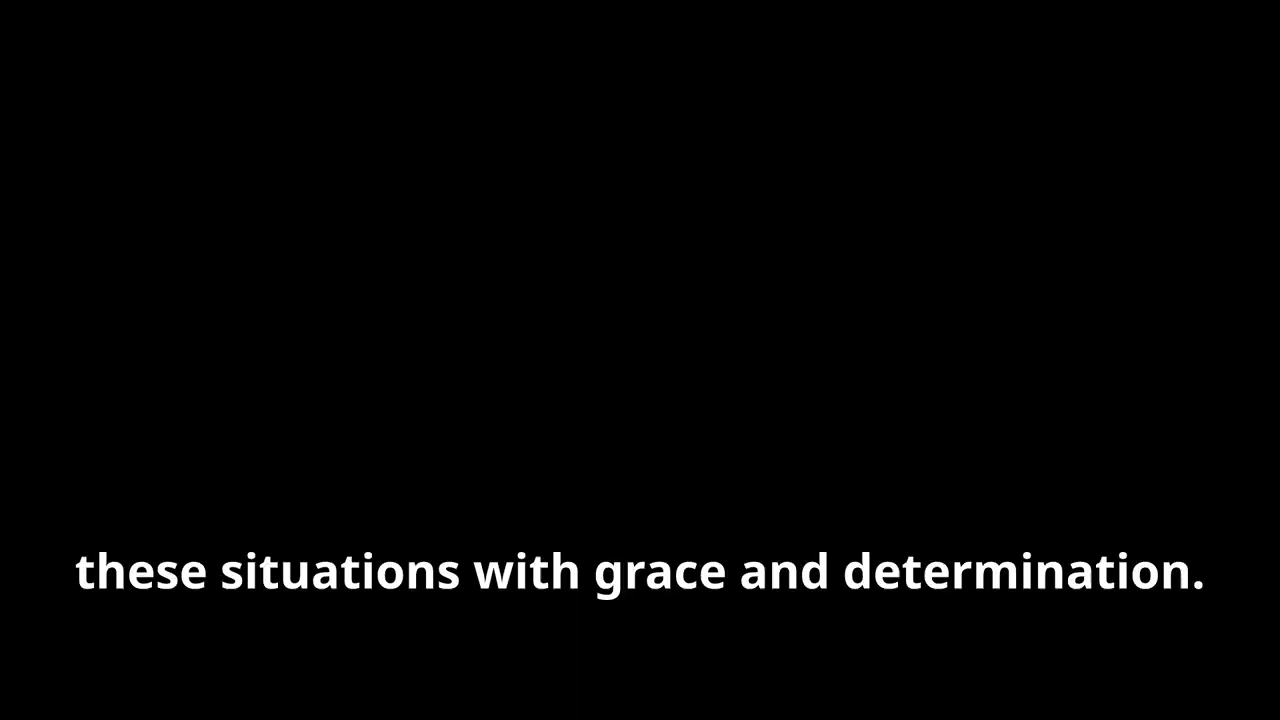 these situations with grace and determination.